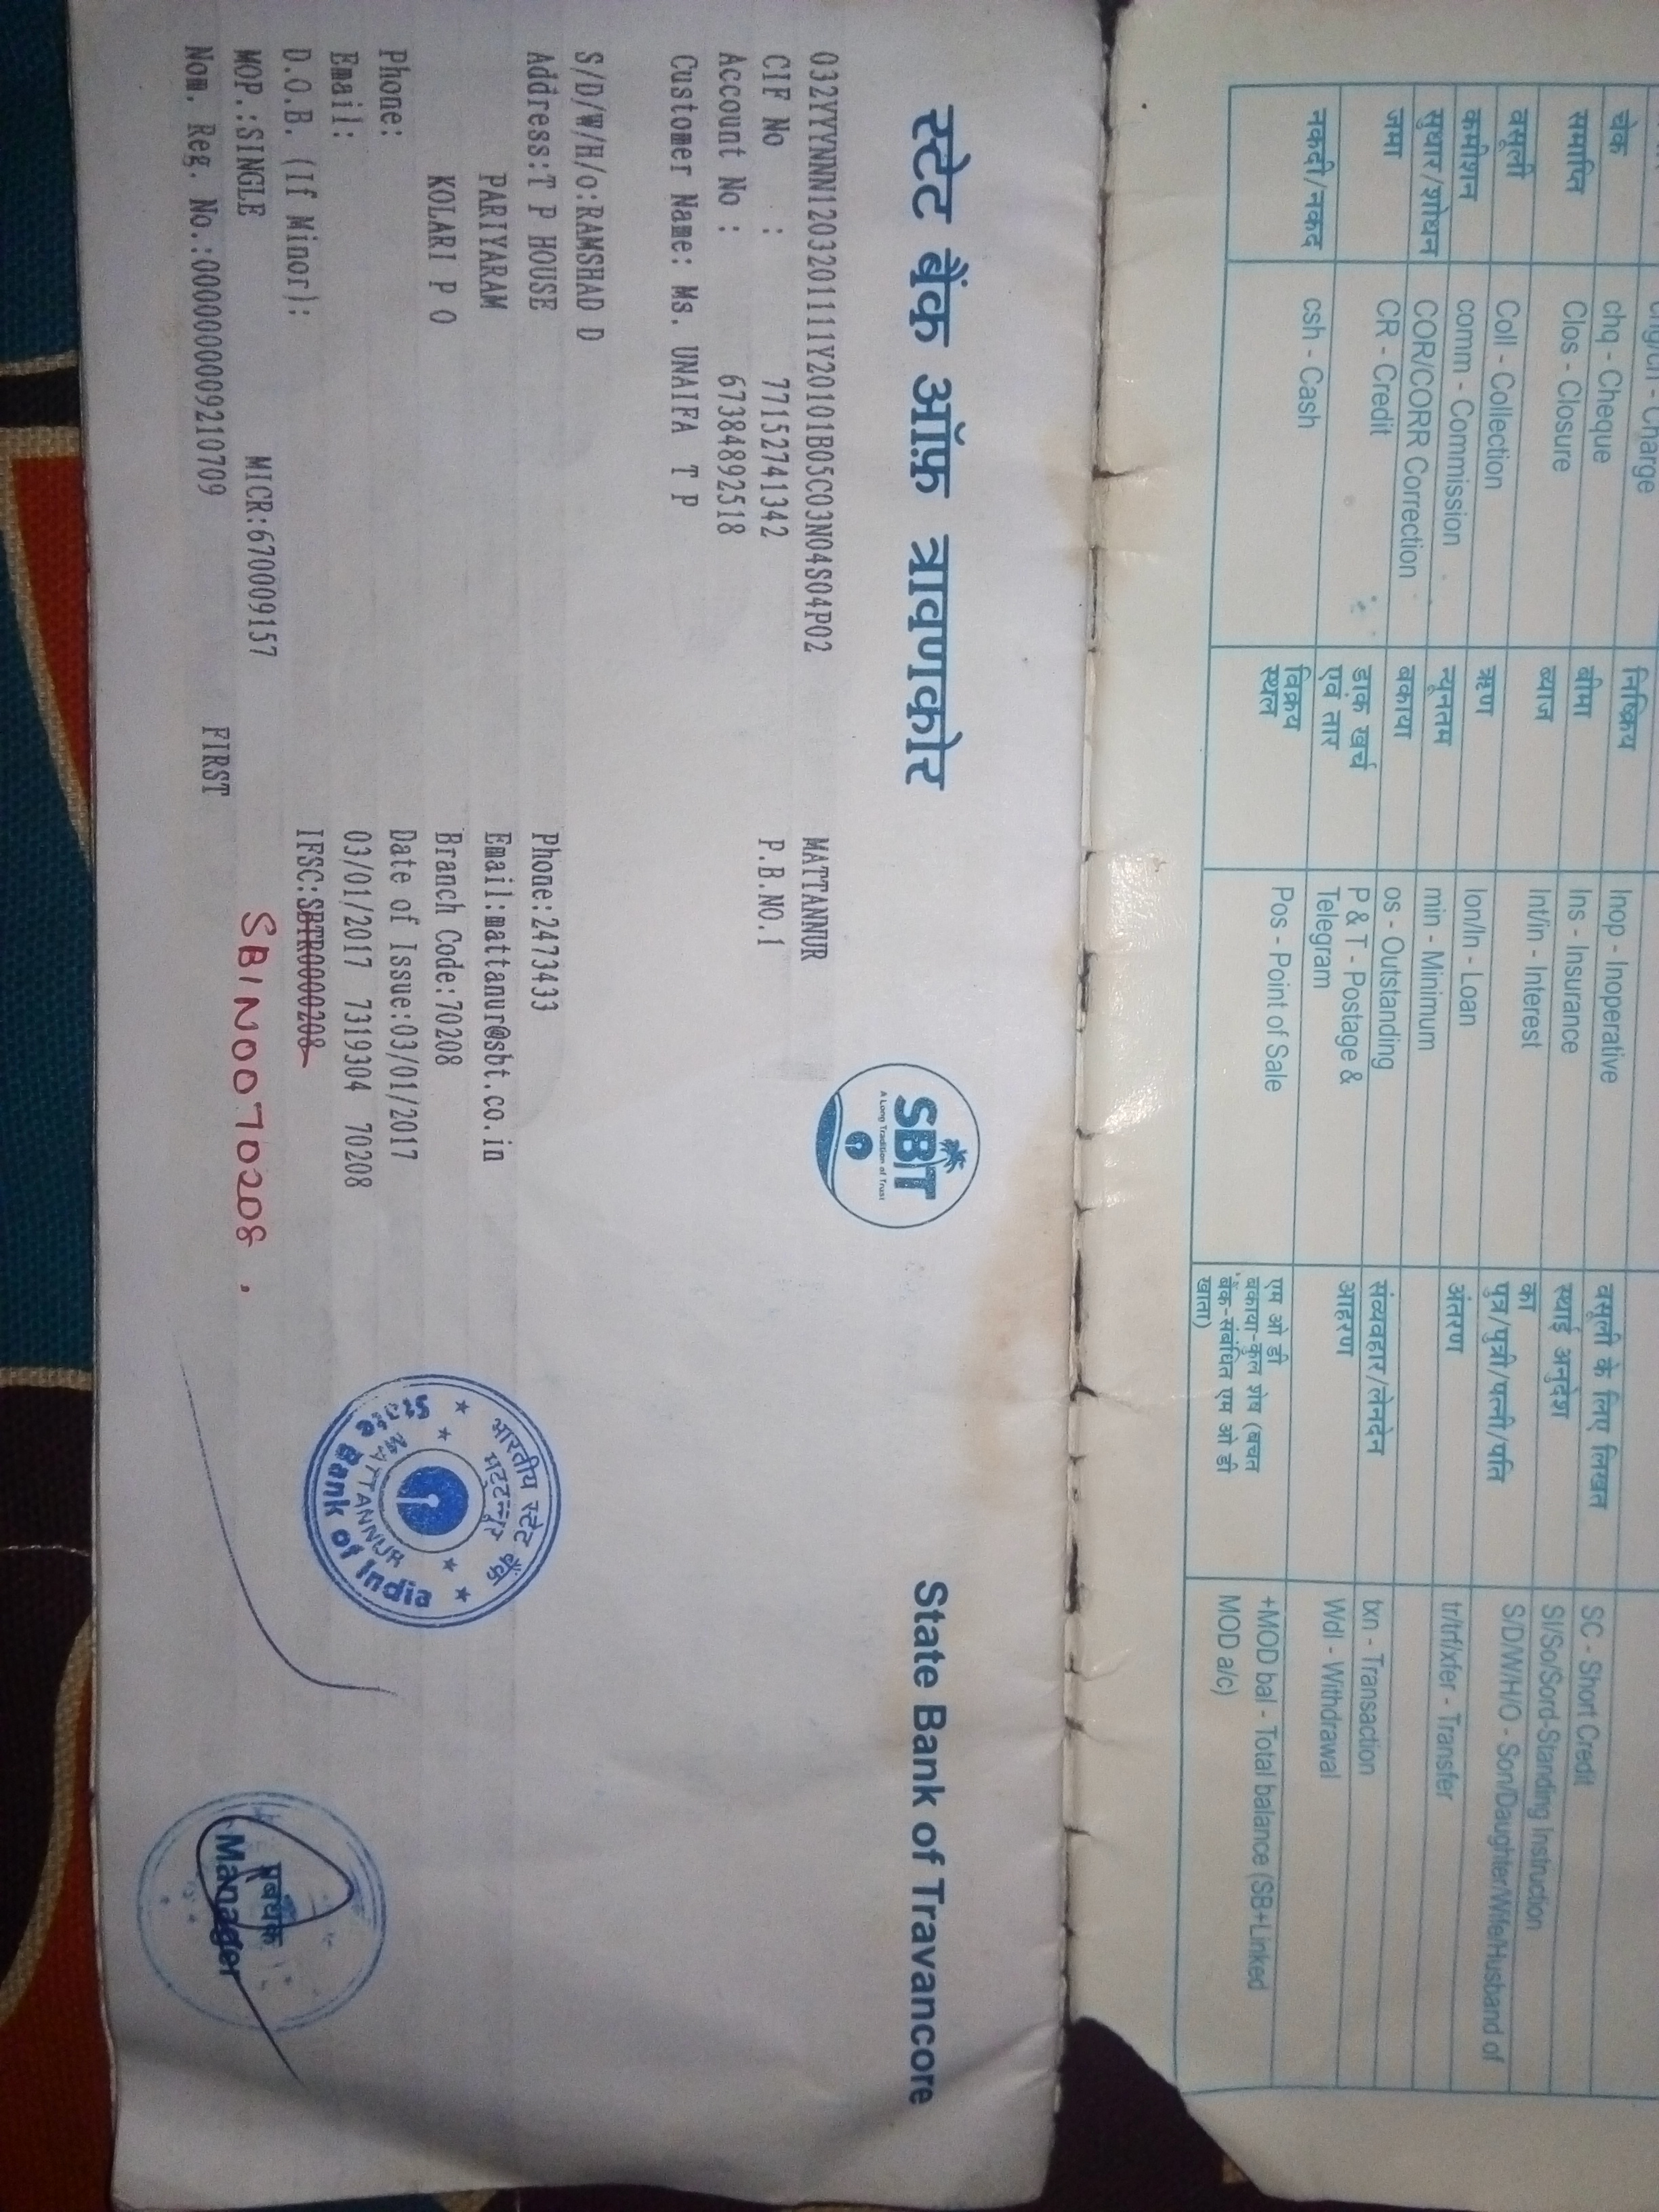 chg/ch - Charge
चेक chq - Cheque निष्क्रिय Inop - Inoperative वसूली के लिए लिखत SC - Short Credit
समाप्ति Clos - Closure बीमा Ins - Insurance स्थाई अनुदेश SI/So/Sord-Standing Instruction
वसूली Coll - Collection ब्याज Int/in - Interest का
पुत्र/पुत्री/पत्नी/पति S/D/W/H/O - Son/Daughter/Wife/Husband of
कमीशन comm - Commission ऋण lon/ln - Loan
सुधार/शोधन COR/CORR Correction न्यूनतम min - Minimum अंतरण tr/trf/xfer - Transfer
जमा CR - Credit बकाया os - Outstanding संव्यवहार/लेनदेन txn - Transaction
डाक खर्च P & T - Postage &
एवं तार Telegram आहरण Wdl - Withdrawal
नकदी/नकद csh - Cash विक्रय Pos - Point of Sale
स्थल
एम ओ डी +MOD bal - Total balance (SB+Linked
बकाया-कुल शेष (बचत MOD a/c)
बैंक-संबंधित एम ओ डी
खाता)
स्टेट बैंक ऑफ़ त्रावणकोर
SBT
A Long Tradition of Trust
State Bank of Travancore
032YYYNNN1203201111Y20101B05C03N04S04P02 MATTANNUR
CIF No : 77152741342 P.B.NO.1
Account No : 67384892518
Customer Name: Ms. UNAIFA T P
S/D/W/H/o:RAMSHAD D
Address:T P HOUSE Phone:2473433
PARIYARAM Email:mattanur@sbt.co.in
KOLARI P O Branch Code:70208
Phone: Date of Issue:03/01/2017
Email: 03/01/2017 7319304 70208
D.O.B. (If Minor): IFSC:SBTR0000208
MOP.:SINGLE MICR:670009157 SBIN0070208.
Nom. Reg. No.:0000000009210709 FIRST
भारतीय स्टेट बैंक
मट्टन्नूर
MATTANNUR
State Bank of India
प्रबंधक
Manager